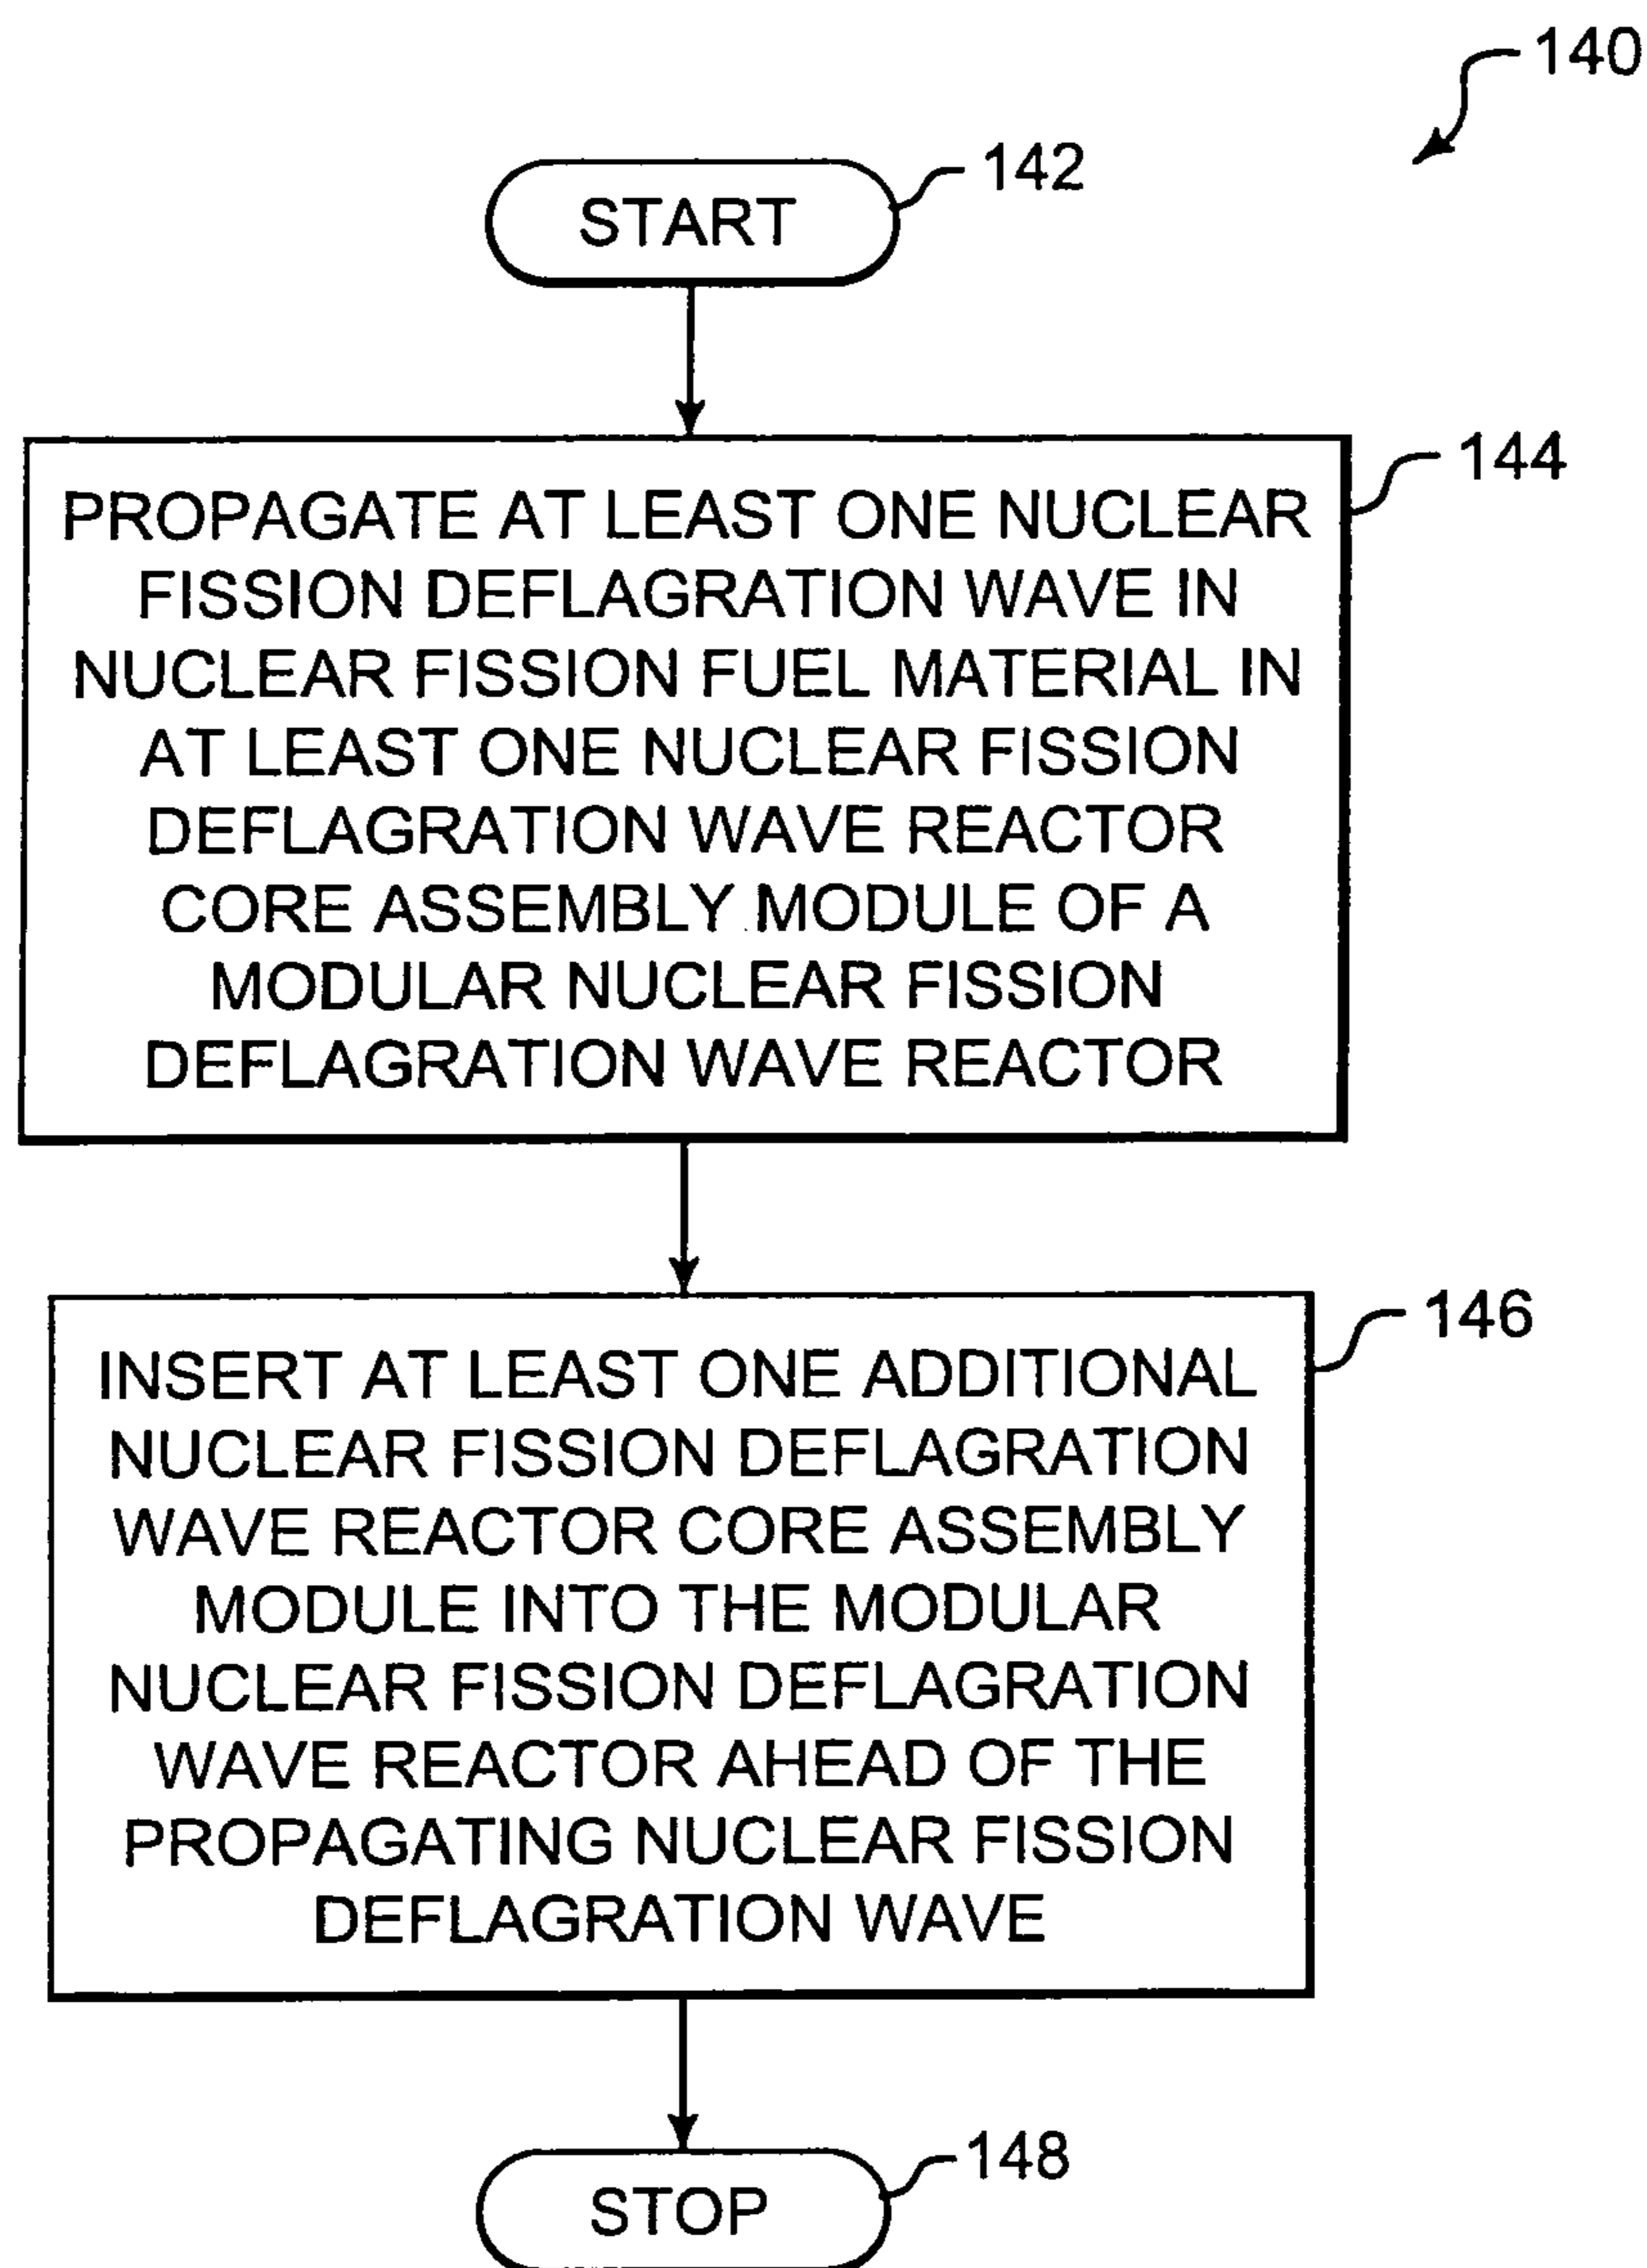 140
142
START
144
PROPAGATE AT LEAST ONE NUCLEAR
FISSION DEFLAGRATION WAVE IN
NUCLEAR FISSION FUEL MATERIAL IN
AT LEAST ONE NUCLEAR FISSION
DEFLAGRATION WAVE REACTOR
CORE ASSEMBLY MODULE OF A
MODULAR NUCLEAR FISSION
DEFLAGRATION WAVE REACTOR
146
INSERT AT LEAST ONE ADDITIONAL
NUCLEAR FISSION DEFLAGRATION
WAVE REACTOR CORE ASSEMBLY
MODULE INTO THE MODULAR
NUCLEAR FISSION DEFLAGRATION
WAVE REACTOR AHEAD OF THE
PROPAGATING NUCLEAR FISSION
DEFLAGRATION WAVE
148
STOP